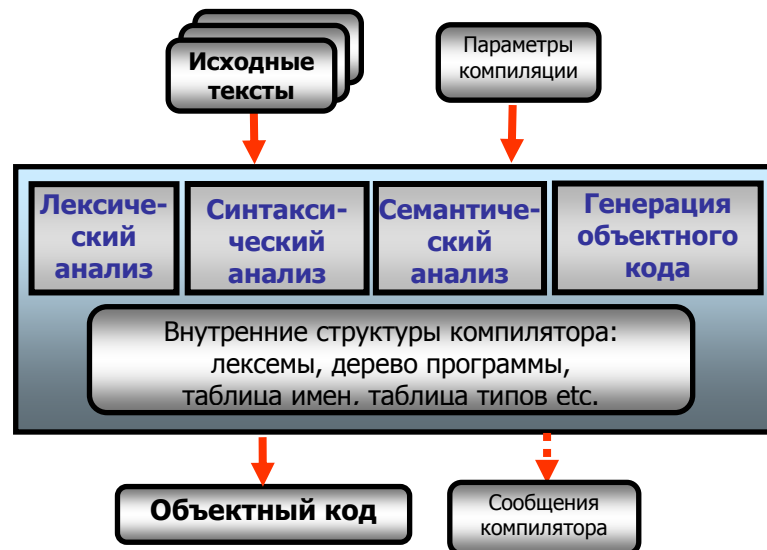 Исходные
тексты
Параметры
компиляции
Лексиче-
ский
анализ
Синтакси-
ческий
анализ
Семантиче-
ский
анализ
Генерация
объектного
кода
Внутренние структуры компилятора:
лексемы, дерево программы,
таблица имен, таблица типов etc.
Объектный код
Сообщения
компилятора